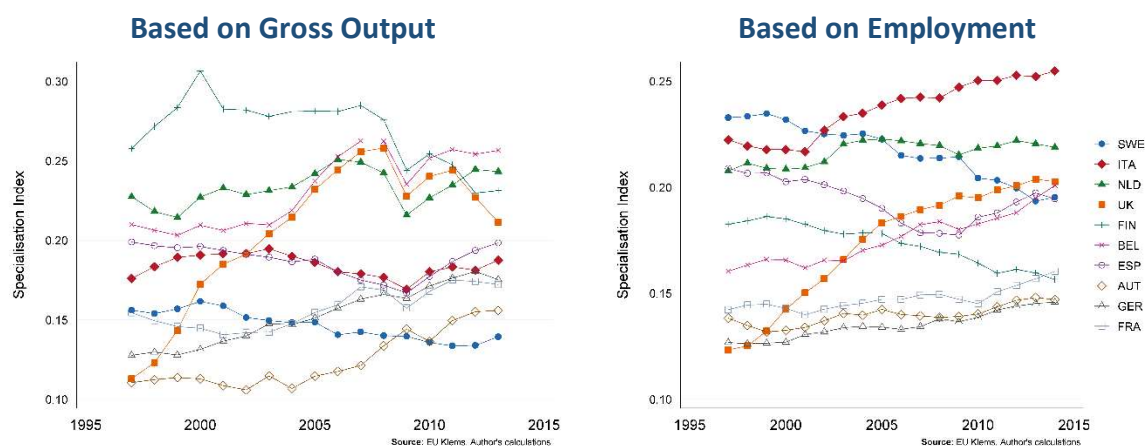 Based on Gross Output
Specialisation Index
0.30
0.25
0.20
0.15
0.10
1995
2000
2005
2010
2015
Source: EU Klems. Author's calculations
Based on Employment
Specialisation Index
0.25
0.20
0.15
0.10
1995
2000
2005
2010
2015
Source: EU Klems. Author's calculations
SWE
ITA
NLD
UK
FIN
BEL
ESP
AUT
GER
FRA